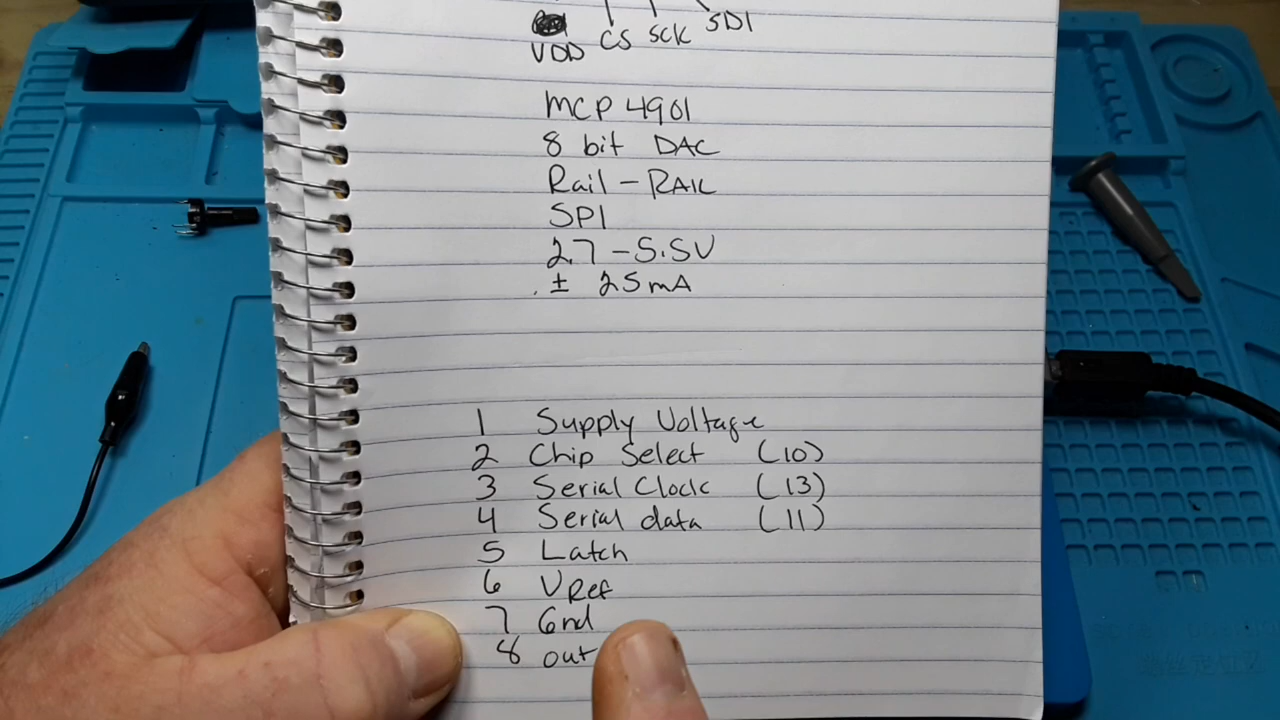 VDD CS SCK SDI
MCP 4901
8 bit DAC
Rail - RAIL
SPI
2.7 - 5.5V
± 25mA
1 Supply Voltage
2 Chip Select (10)
3 Serial Clock (13)
4 Serial data (11)
5 Latch
6 VRef
7 Gnd
8 out